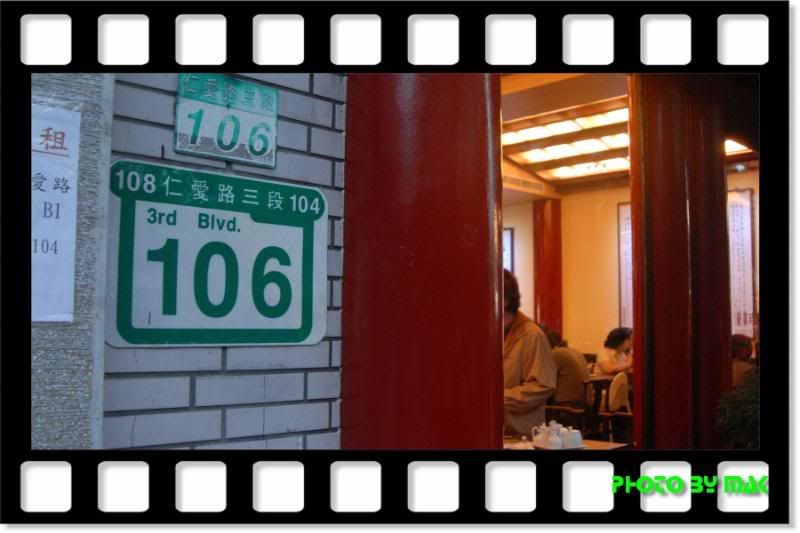 仁愛路三段
106
108 仁愛路三段 104
3rd Blvd.
106
租
愛路
B1
104
PHOTO BY MAK